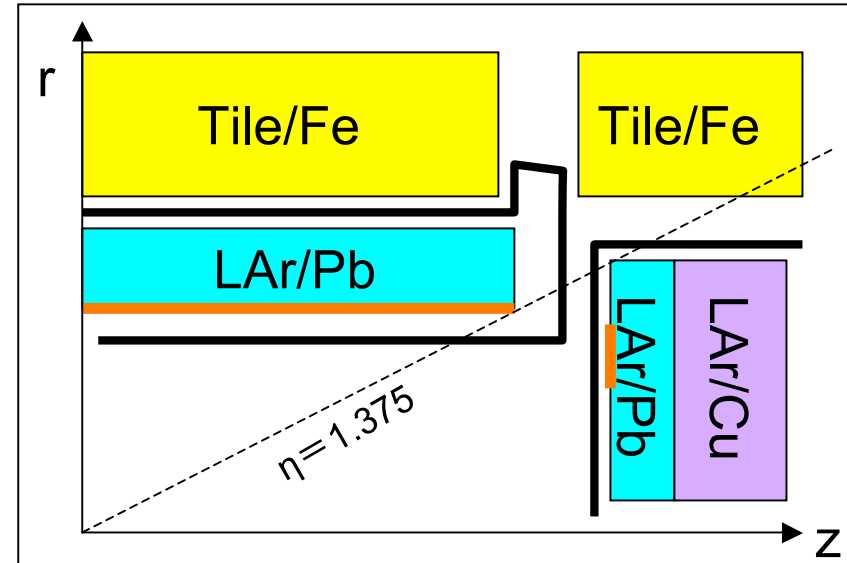 r
Tile/Fe
Tile/Fe
LAr/Pb
LAr/Pb
LAr/Cu
η=1.375
z